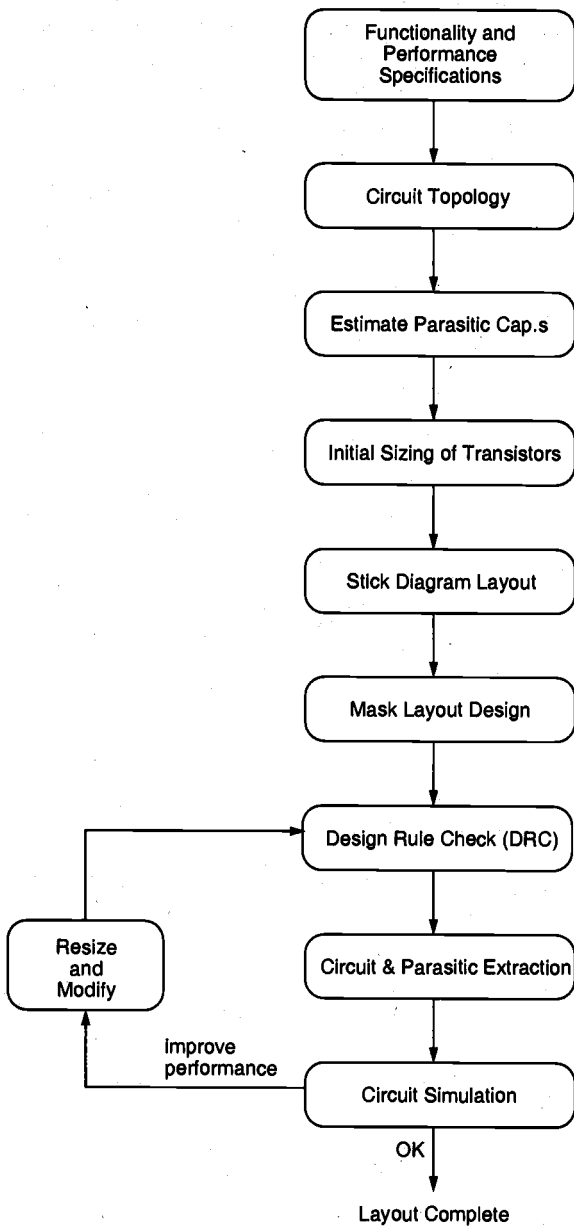 Functionality and
Performance
Specifications
Circuit Topology
Estimate Parasitic Cap.s
Initial Sizing of Transistors
Stick Diagram Layout
Mask Layout Design
Design Rule Check (DRC)
Resize
and
Modify
Circuit & Parasitic Extraction
improve
performance
Circuit Simulation
OK
Layout Complete